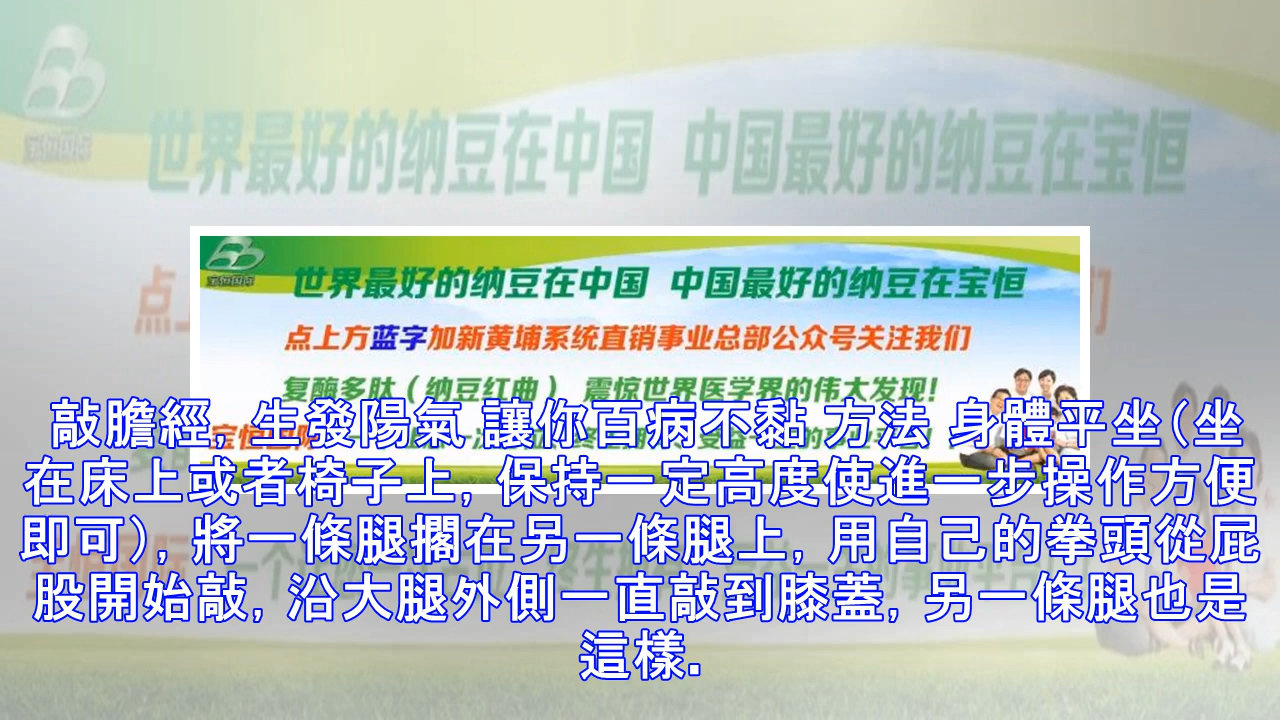 世界最好的纳豆在中国 中国最好的纳豆在宝恒
宝恒国际
世界最好的纳豆在中国 中国最好的纳豆在宝恒
点上方蓝字加新黄埔系统直销事业总部公众号关注我们
复酶多肽（纳豆红曲） 震惊世界医学界的伟大发现！
敲膽經, 生發陽氣 讓你百病不黏 方法 身體平坐(坐
在床上或者椅子上, 保持一定高度使進一步操作方便
即可), 將一條腿擱在另一條腿上, 用自己的拳頭從屁
股開始敲, 沿大腿外側一直敲到膝蓋, 另一條腿也是
這樣.